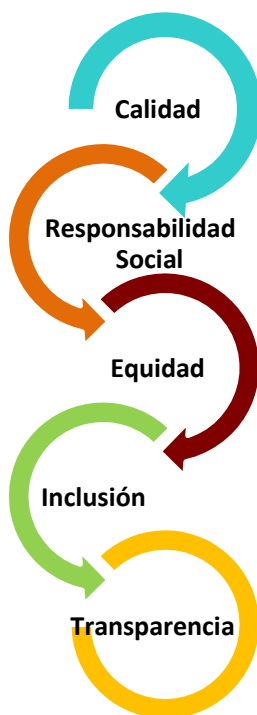 Calidad
Responsabilidad
Social
Equidad
Inclusión
Transparencia